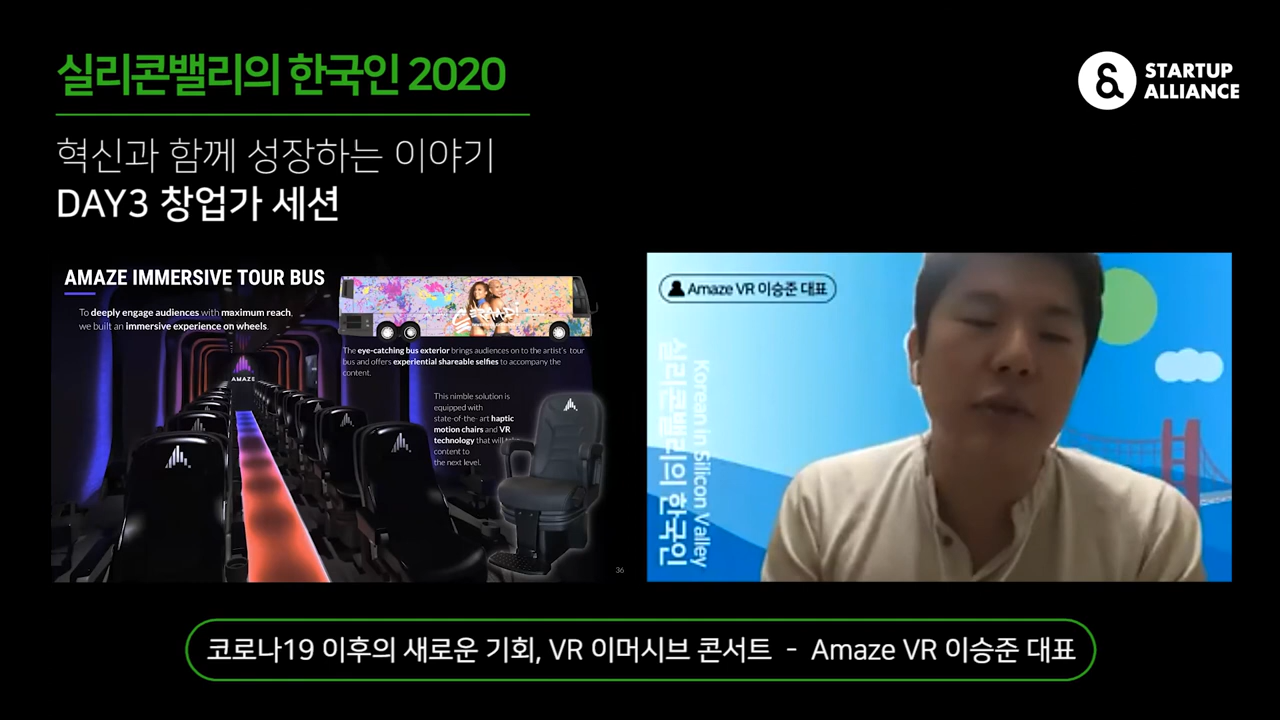 실리콘밸리의 한국인 2020
STARTUP
ALLIANCE
혁신과 함께 성장하는 이야기
DAY3 창업가 세션
AMAZE IMMERSIVE TOUR BUS
To deeply engage audiences with maximum reach,
we built an immersive experience on wheels.
The eye-catching bus exterior brings audiences on to the artist's tour
bus and offers experiential shareable selfies to accompany the
content.
This nimble solution is
equipped with
state-of-the- art haptic
motion chairs and VR
technology that will
content to
the next level.
AMAZE
36
Amaze VR 이승준 대표
Korean in Silicon Valley
실리콘밸리의 한국인
코로나19 이후의 새로운 기회, VR 이머시브 콘서트 - Amaze VR 이승준 대표